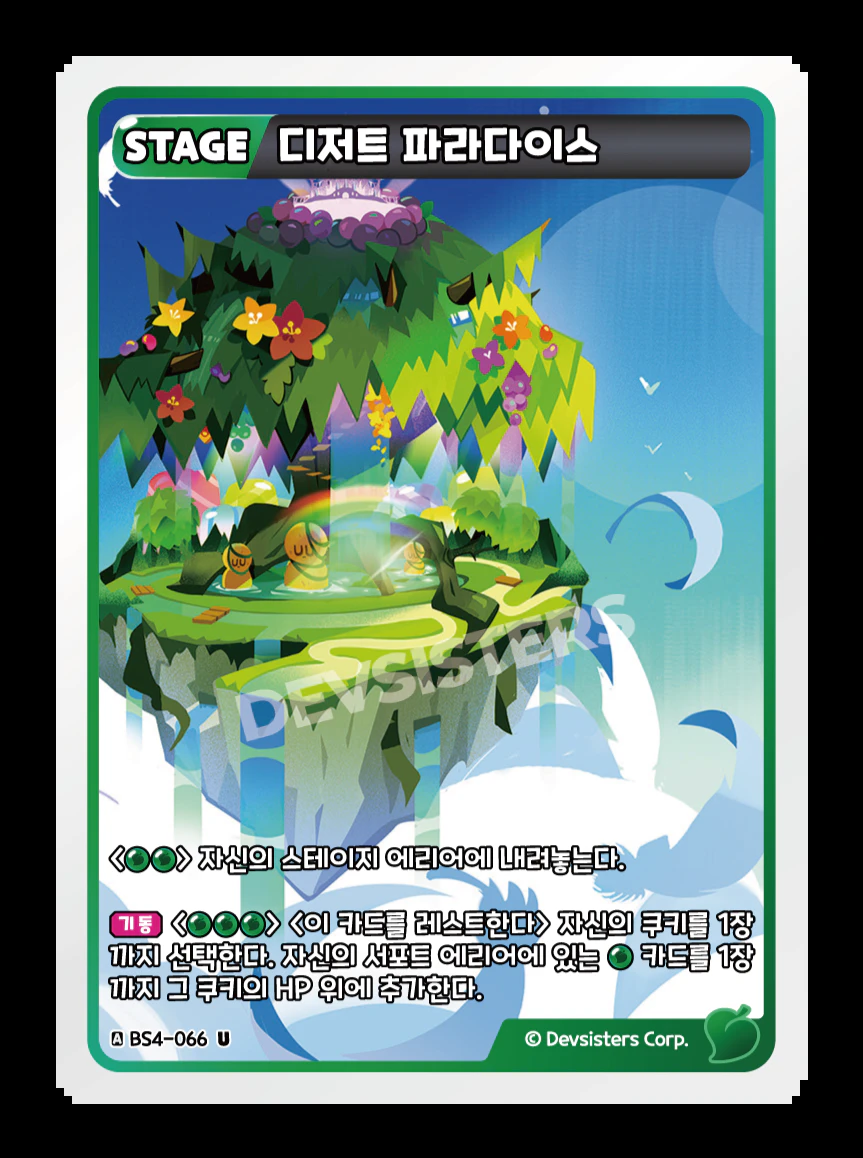 STAGE 디저트 파라다이스
DEVSISTERS
< > 자신의 스테이지 에리어에 내려놓는다.
기동 < > <이 카드를 레스트한다> 자신의 쿠키를 1장
까지 선택한다. 자신의 서포트 에리어에 있는 카드를 1장
까지 그 쿠키의 HP 위에 추가한다.
A BS4-066 U
© Devsisters Corp.